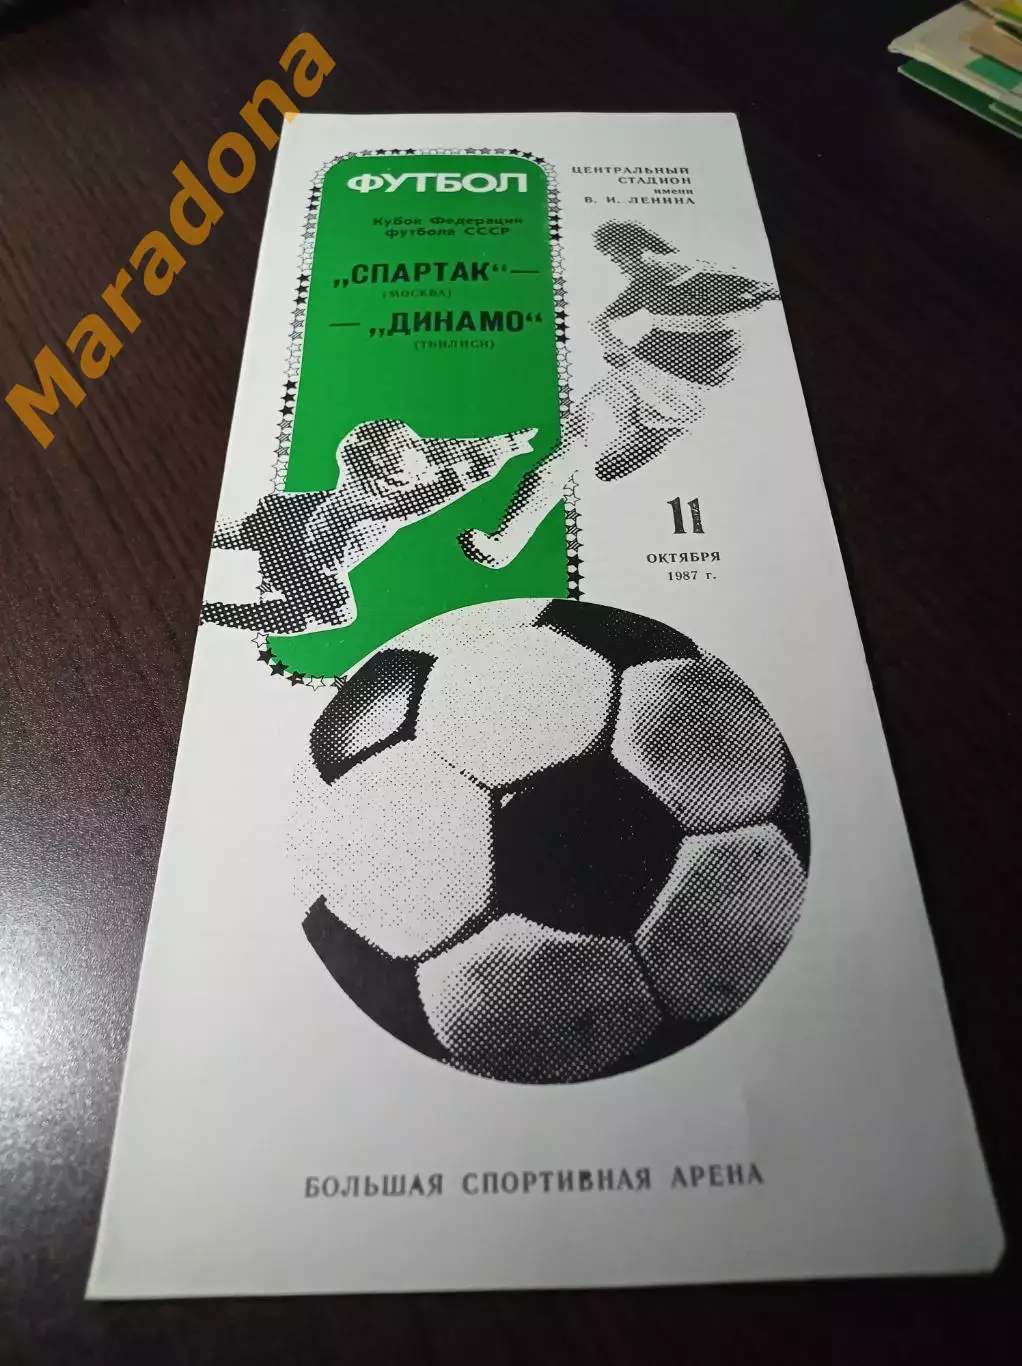 Maradona
ФУТБОЛ
Кубок Федерации
футбола СССР
„СПАРТАК“—
(МОСКВА)
— „ДИНАМО“
(ТБИЛИСИ)
ЦЕНТРАЛЬНЫЙ
СТАДИОН
имени
В. И. ЛЕНИНА
11
ОКТЯБРЯ
1987 г.
БОЛЬШАЯ СПОРТИВНАЯ АРЕНА